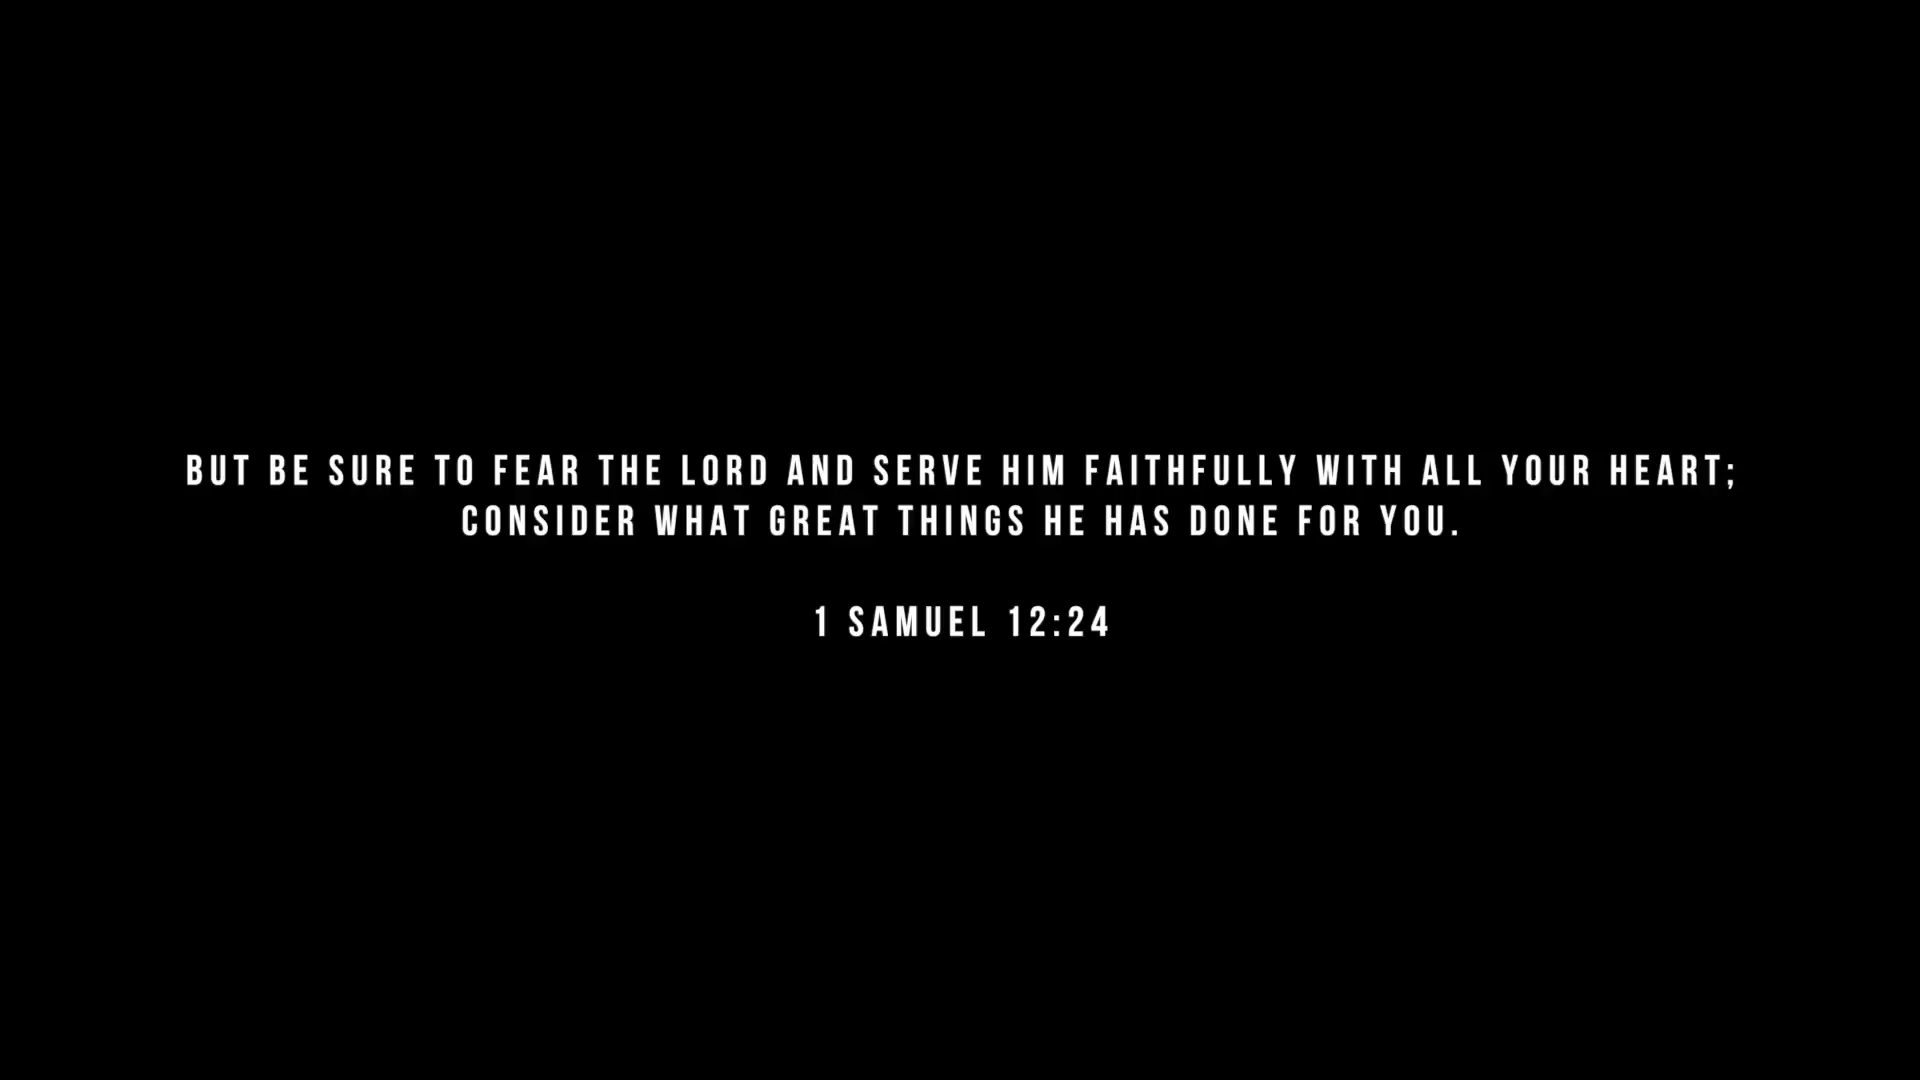 BUT BE SURE TO FEAR THE LORD AND SERVE HIM FAITHFULLY WITH ALL YOUR HEART;
CONSIDER WHAT GREAT THINGS HE HAS DONE FOR YOU.
1 SAMUEL 12:24